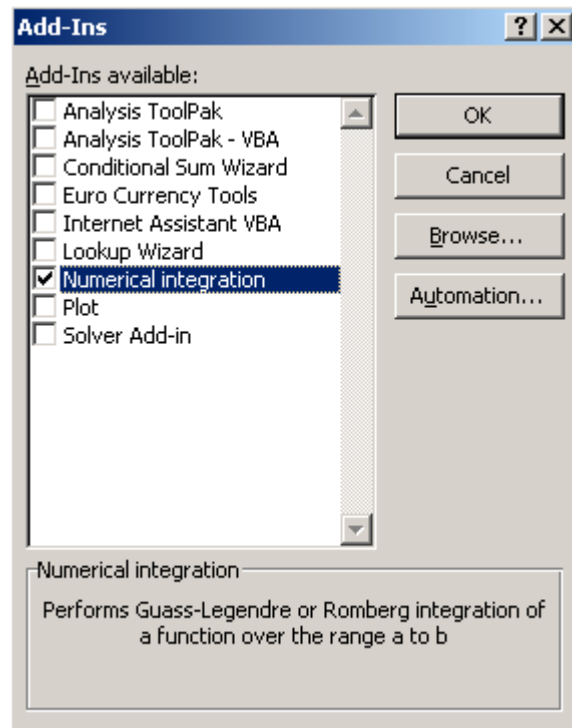 Add-Ins
Add-Ins available:
Analysis ToolPak
Analysis ToolPak - VBA
Conditional Sum Wizard
Euro Currency Tools
Internet Assistant VBA
Lookup Wizard
Numerical integration
Plot
Solver Add-in
OK
Cancel
Browse...
Automation...
Numerical integration
Performs Guass-Legendre or Romberg integration of
a function over the range a to b